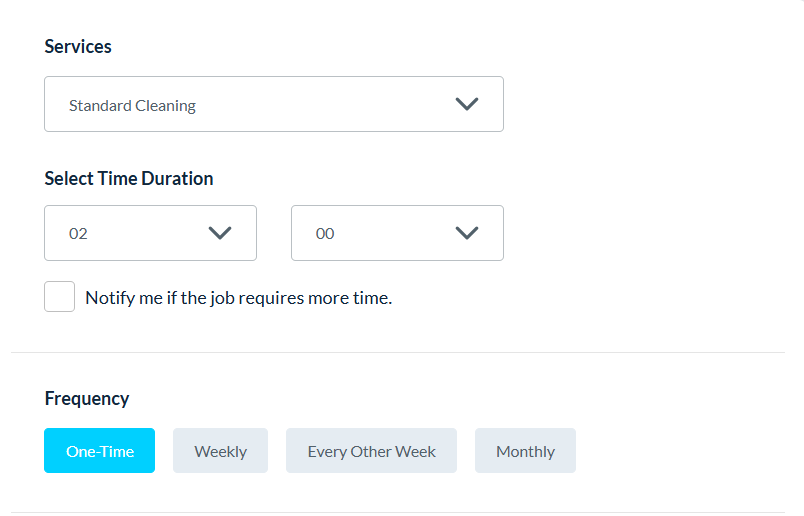 Services
Standard Cleaning
Select Time Duration
02 00
Notify me if the job requires more time.
Frequency
One-Time Weekly Every Other Week Monthly